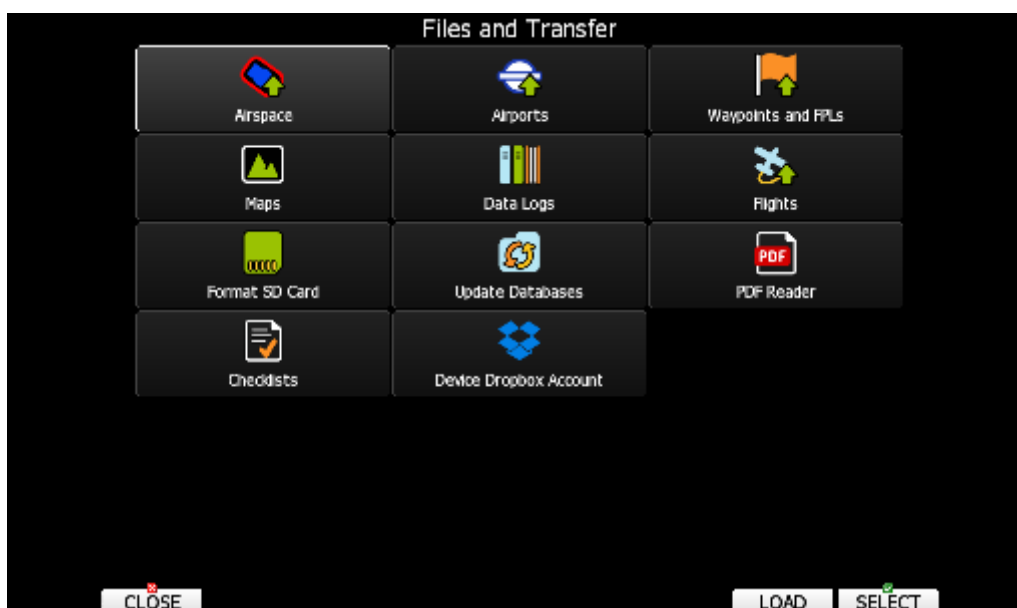 Files and Transfer
Airspace
Airports
Waypoints and FPLs
Maps
Data Logs
Flights
Format SD Card
Update Databases
PDF
PDF Reader
Checklists
Device Dropbox Account
CLOSE
LOAD
SELECT